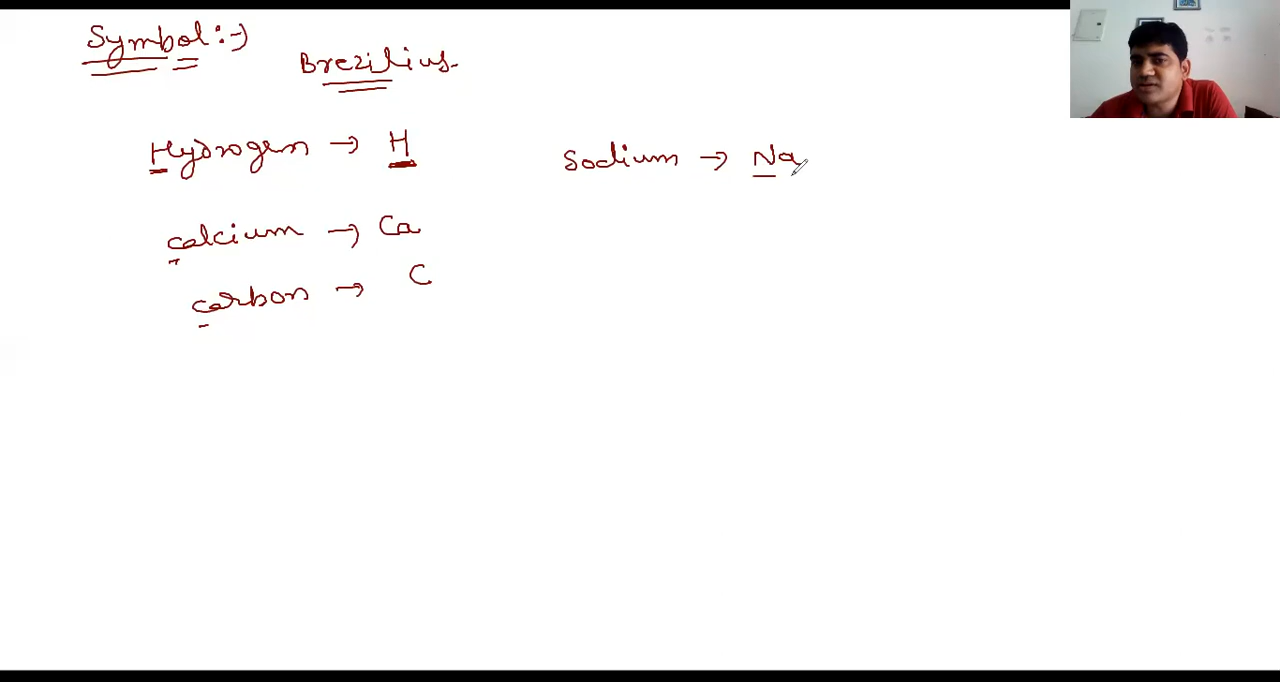 Symbol:-)
Brezilius.
Hydrogen → H
Sodium → Na
calcium → Ca
carbon → C